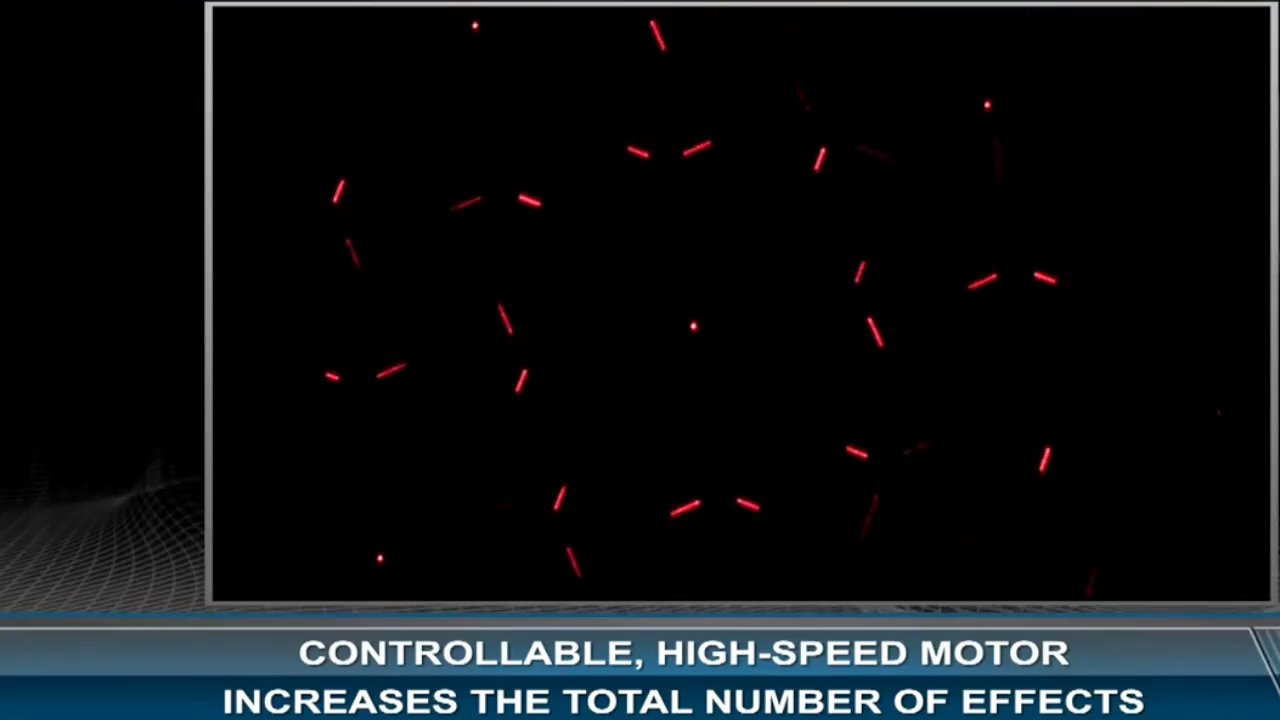 CONTROLLABLE, HIGH-SPEED MOTOR
INCREASES THE TOTAL NUMBER OF EFFECTS